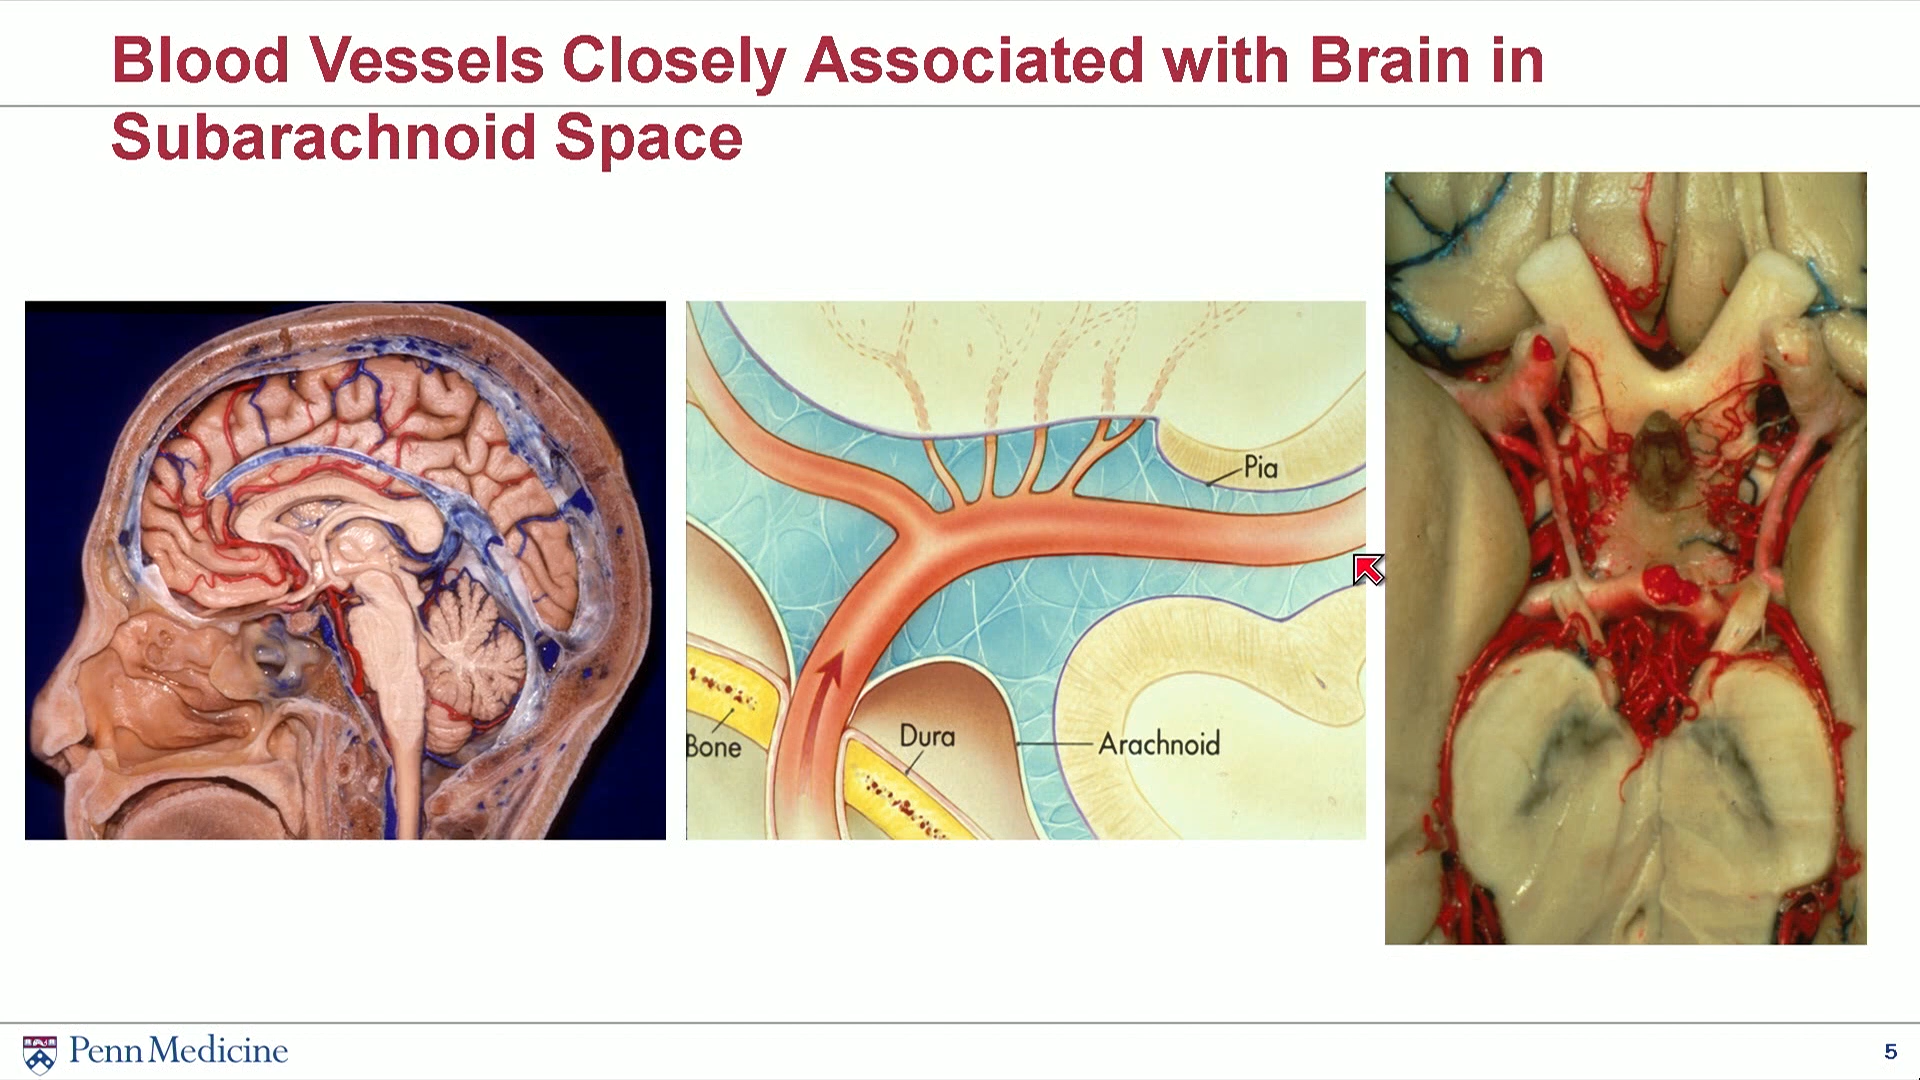 Blood Vessels Closely Associated with Brain in
Subarachnoid Space
Pia
Bone
Dura
Arachnoid
Penn Medicine
5